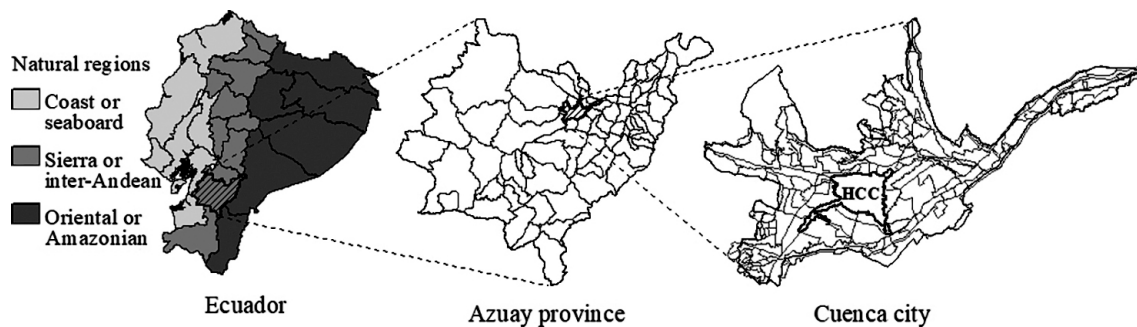 Natural regions
Coast or
seaboard
Sierra or
inter-Andean
Oriental or
Amazonian
HCC
Ecuador
Azuay province
Cuenca city